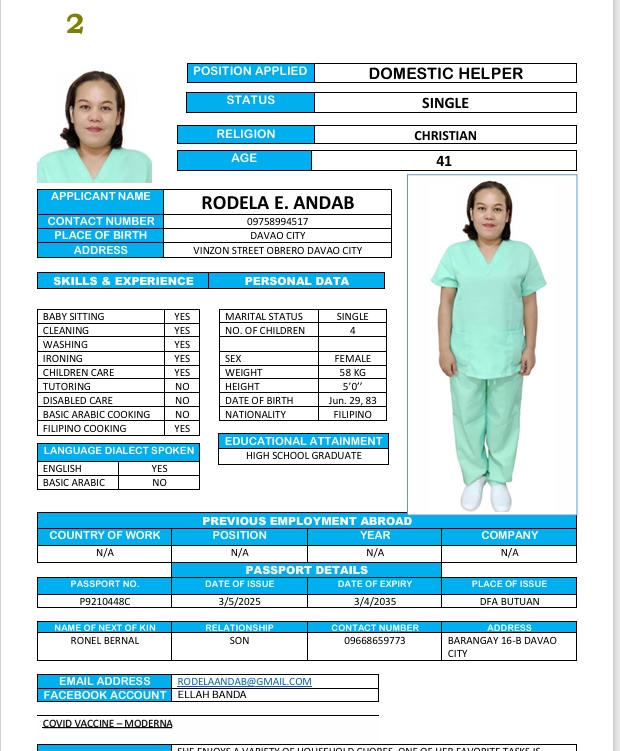 2
POSITION APPLIED DOMESTIC HELPER
STATUS SINGLE
RELIGION CHRISTIAN
AGE 41
APPLICANT NAME RODELA E. ANDAB
CONTACT NUMBER 09758994517
PLACE OF BIRTH DAVAO CITY
ADDRESS VINZON STREET OBRERO DAVAO CITY
SKILLS & EXPERIENCE PERSONAL DATA
BABY SITTING YES
CLEANING YES
WASHING YES
IRONING YES
CHILDREN CARE YES
TUTORING NO
DISABLED CARE NO
BASIC ARABIC COOKING NO
FILIPINO COOKING YES
MARITAL STATUS SINGLE
NO. OF CHILDREN 4
SEX FEMALE
WEIGHT 58 KG
HEIGHT 5'0''
DATE OF BIRTH Jun. 29, 83
NATIONALITY FILIPINO
LANGUAGE DIALECT SPOKEN
ENGLISH YES
BASIC ARABIC NO
EDUCATIONAL ATTAINMENT
HIGH SCHOOL GRADUATE
PREVIOUS EMPLOYMENT ABROAD
COUNTRY OF WORK POSITION YEAR COMPANY
N/A N/A N/A N/A
PASSPORT DETAILS
PASSPORT NO. DATE OF ISSUE DATE OF EXPIRY PLACE OF ISSUE
P9210448C 3/5/2025 3/4/2035 DFA BUTUAN
NAME OF NEXT OF KIN RELATIONSHIP CONTACT NUMBER ADDRESS
RONEL BERNAL SON 09668659773 BARANGAY 16-B DAVAO
CITY
EMAIL ADDRESS RODELAANDAB@GMAIL.COM
FACEBOOK ACCOUNT ELLAH BANDA
COVID VACCINE – MODERNA
SHE ENJOYS A VARIETY OF HOUSEHOLD CHORES. ONE OF HER FAVORITE TASKS IS